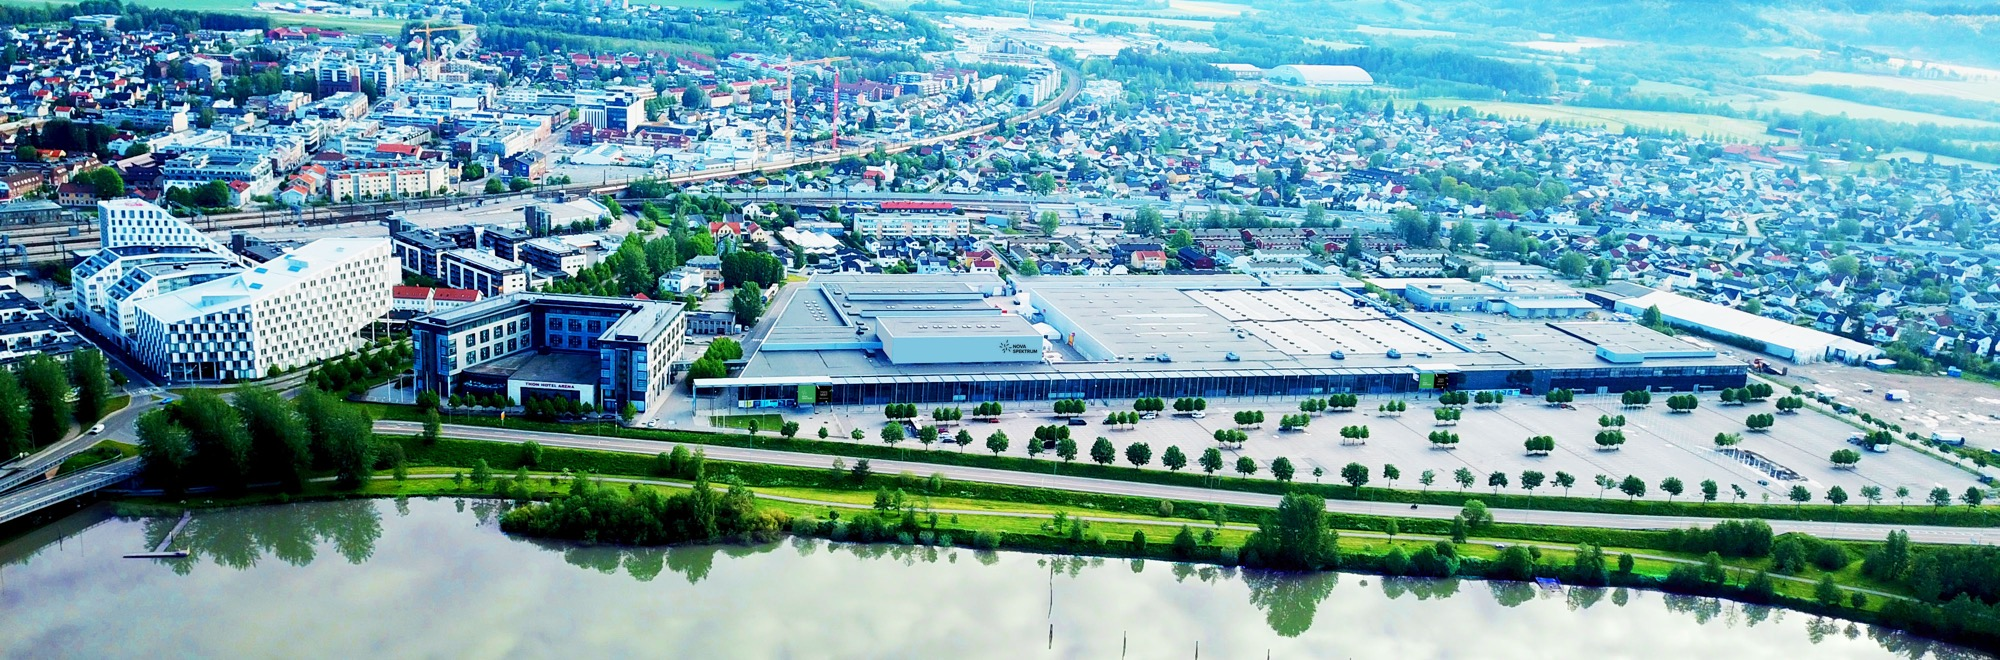 NOVA
SPEKTRUM
THON HOTEL ARENA